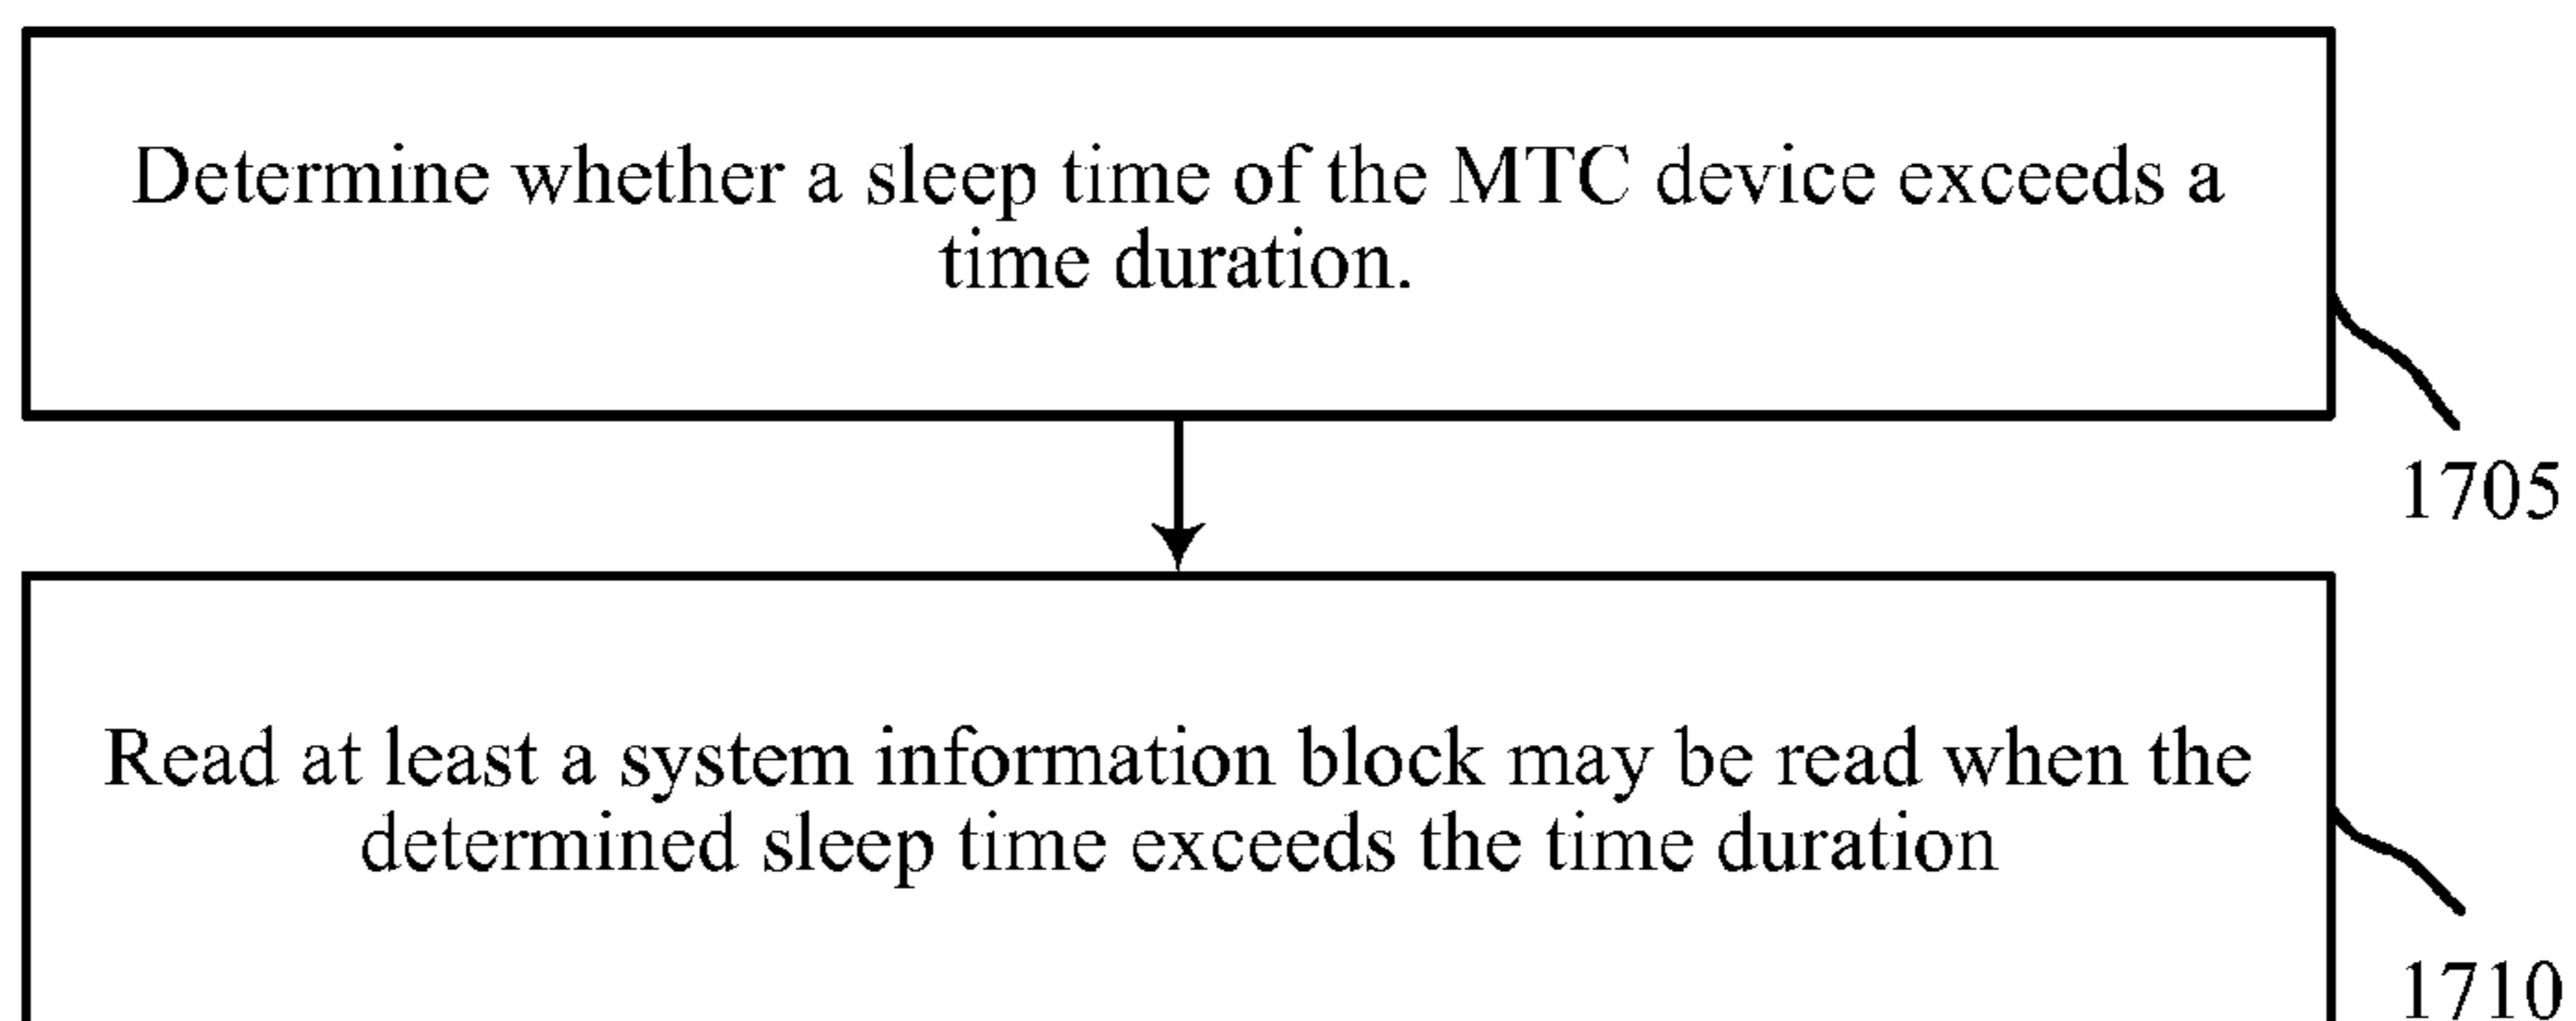 Determine whether a sleep time of the MTC device exceeds a
time duration.
1705
Read at least a system information block may be read when the
determined sleep time exceeds the time duration
1710